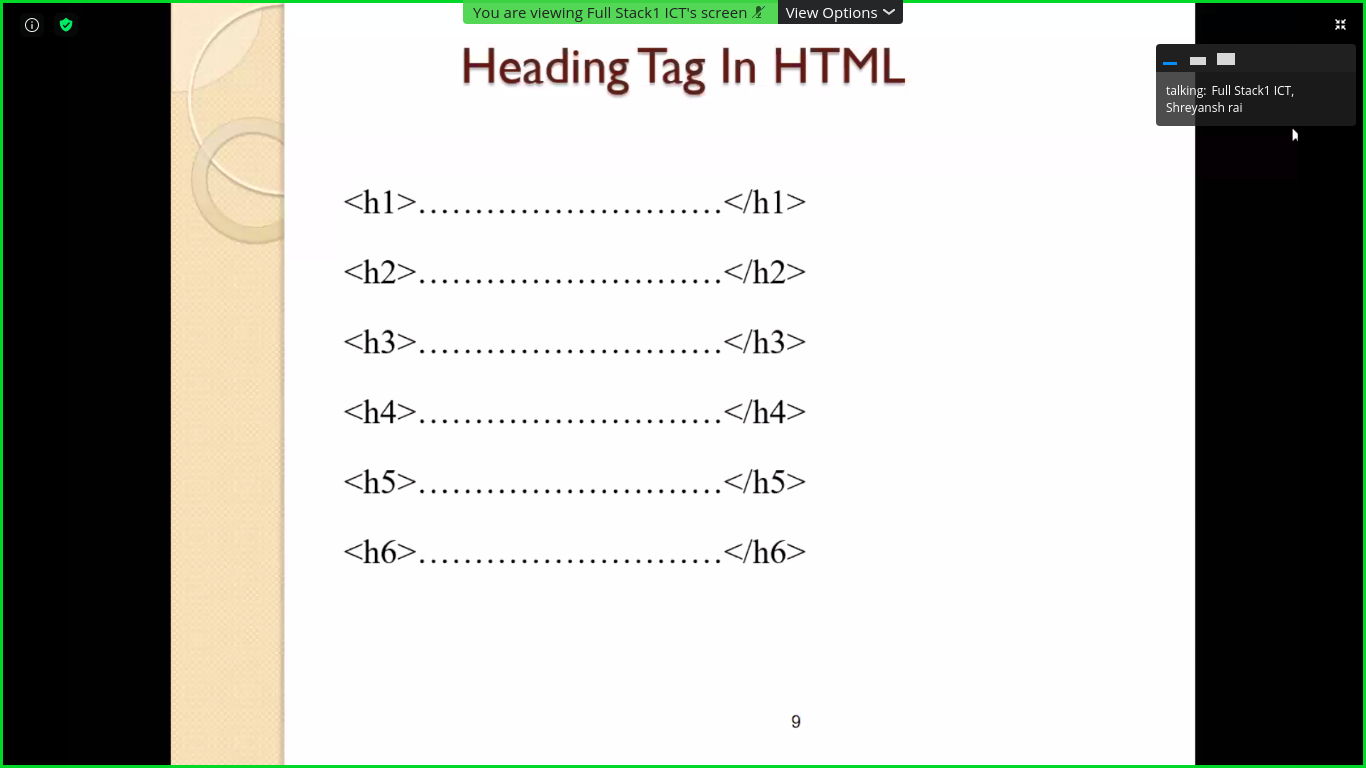 You are viewing Full Stack1 ICT's screen View Options
Heading Tag In HTML
talking: Full Stack1 ICT,
Shreyansh rai
<h1>...........................</h1>
<h2>...........................</h2>
<h3>...........................</h3>
<h4>...........................</h4>
<h5>...........................</h5>
<h6>...........................</h6>
9